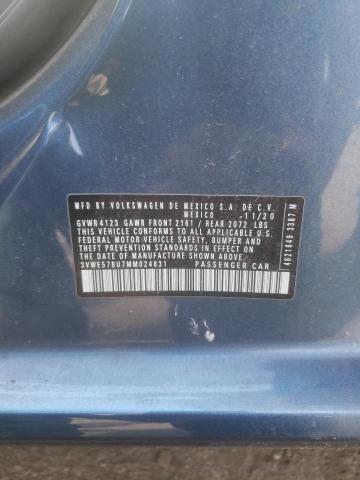 MFD BY VOLKSWAGEN DE MEXICO S.A. DE C.V.
MEXICO - 11/20
GVWR 4123 GAWR FRONT 2161 / REAR 2072 LBS
THIS VEHICLE CONFORMS TO ALL APPLICABLE U.S.
FEDERAL MOTOR VEHICLE SAFETY, BUMPER AND
THEFT PREVENTION STANDARDS IN EFFECT ON THE
DATE OF MANUFACTURE SHOWN ABOVE.
3VWE57BU7MM024831 PASSENGER CAR
4621649 3387 M